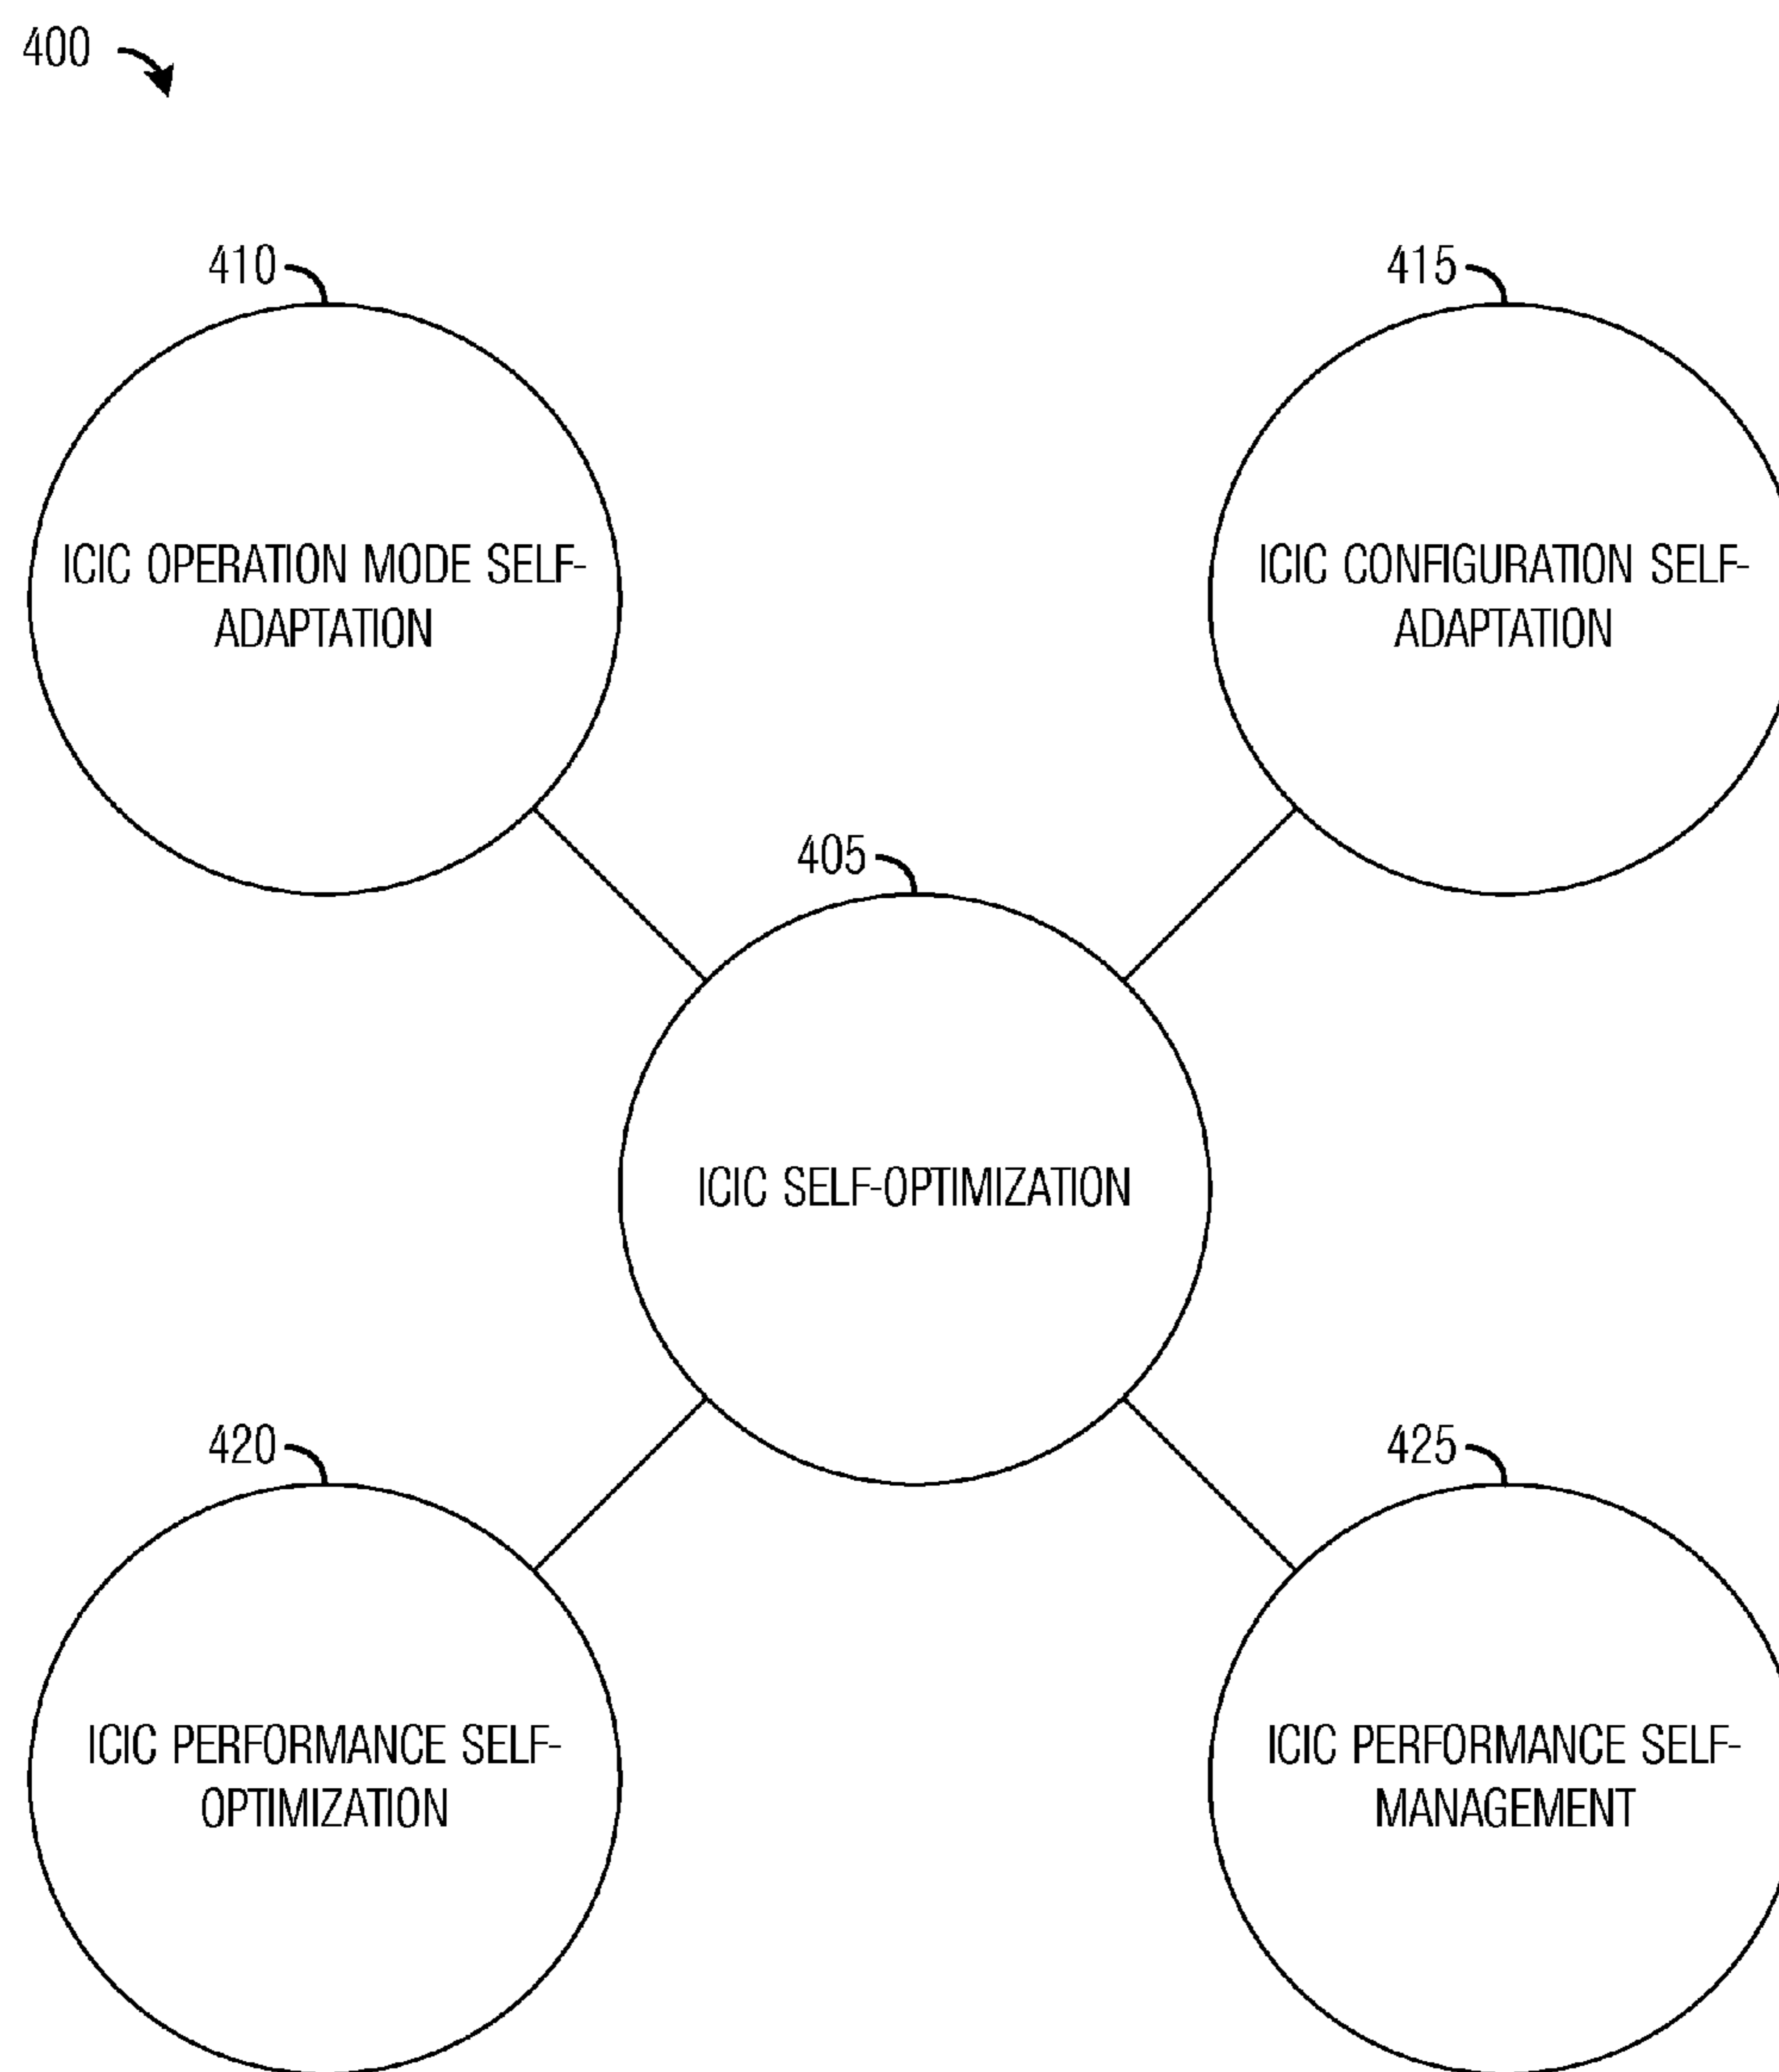 400
410
ICIC OPERATION MODE SELF-
ADAPTATION
415
ICIC CONFIGURATION SELF-
ADAPTATION
405
ICIC SELF-OPTIMIZATION
420
ICIC PERFORMANCE SELF-
OPTIMIZATION
425
ICIC PERFORMANCE SELF-
MANAGEMENT